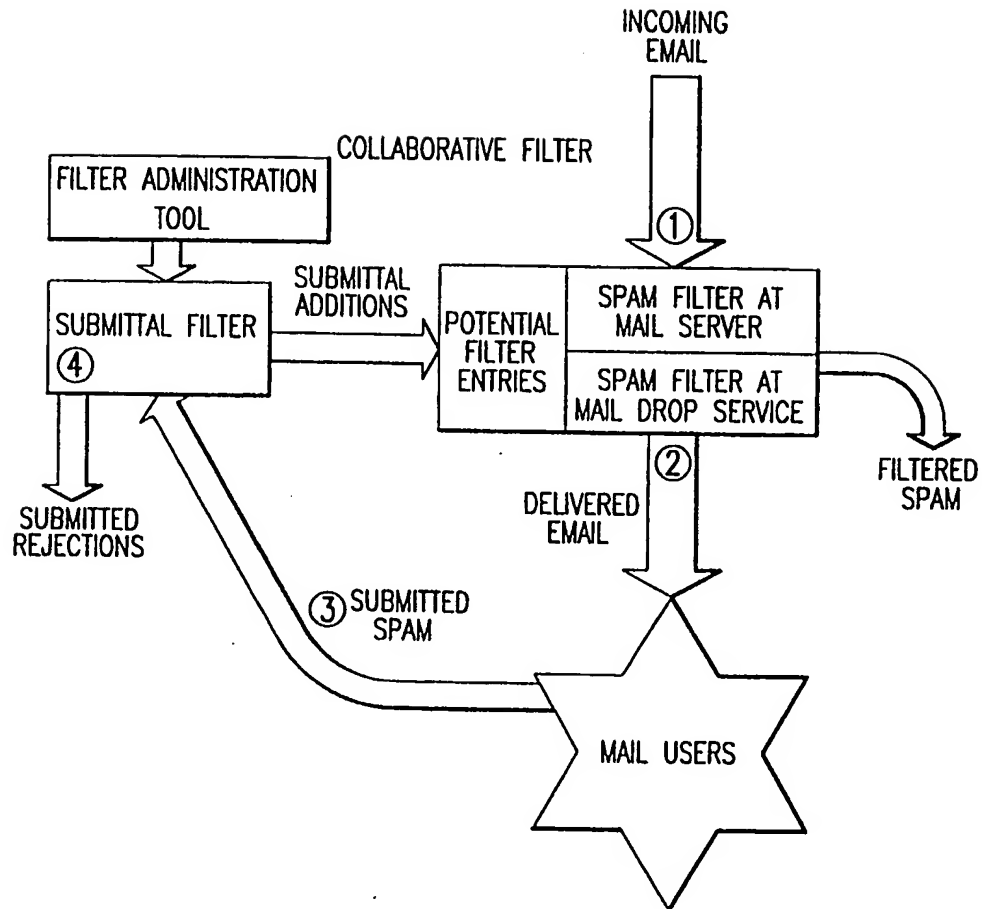 INCOMING
EMAIL
COLLABORATIVE FILTER
FILTER ADMINISTRATION
TOOL
①
SUBMITTAL
ADDITIONS
SUBMITTAL FILTER
④
POTENTIAL
FILTER
ENTRIES
SPAM FILTER AT
MAIL SERVER
SPAM FILTER AT
MAIL DROP SERVICE
②
FILTERED
SPAM
DELIVERED
EMAIL
SUBMITTED
REJECTIONS
③ SUBMITTED
SPAM
MAIL USERS